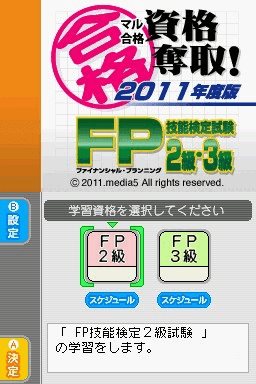 合格
マル合格
資格
奪取!
2011年度版
FP
技能検定試験
2級・3級
ファイナンシャル・プランニング
© 2011.media5 All rights reserved.
B 設定
学習資格を選択してください
FP
2級
FP
3級
スケジュール
スケジュール
「 FP技能検定2級試験 」
の学習をします。
A 決定